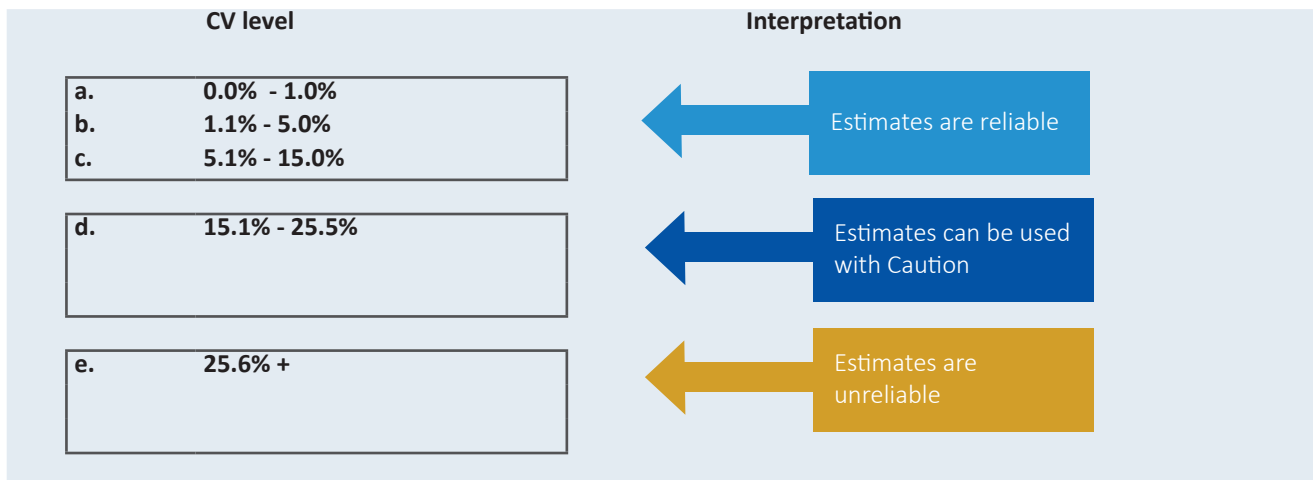 CV level Interpretation
a. 0.0% - 1.0%
b. 1.1% - 5.0%
c. 5.1% - 15.0%
Estimates are reliable
d. 15.1% - 25.5%
Estimates can be used
with Caution
e. 25.6% +
Estimates are
unreliable